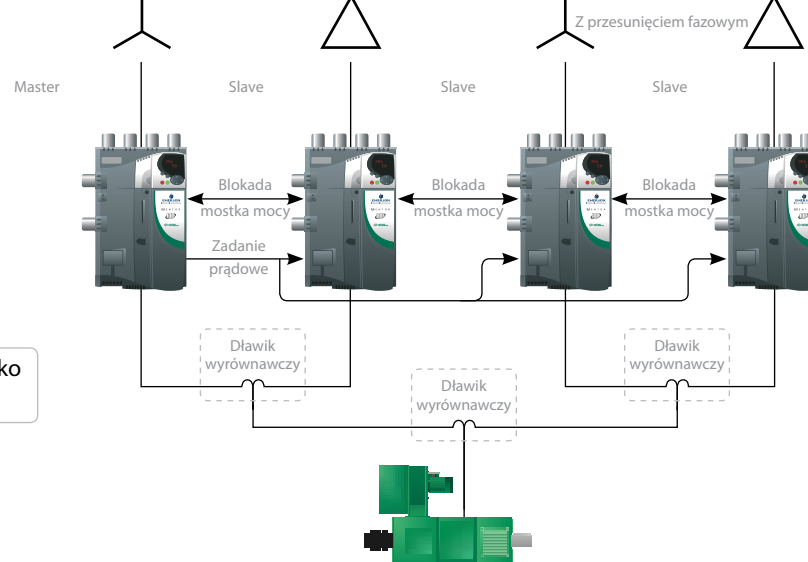 Z przesunięciem fazowym
Master
Slave
Slave
Slave
Blokada
mostka mocy
Blokada
mostka mocy
Blokada
mostka mocy
Zadanie
prądowe
ko
Dławik
wyrównawczy
Dławik
wyrównawczy
Dławik
wyrównawczy